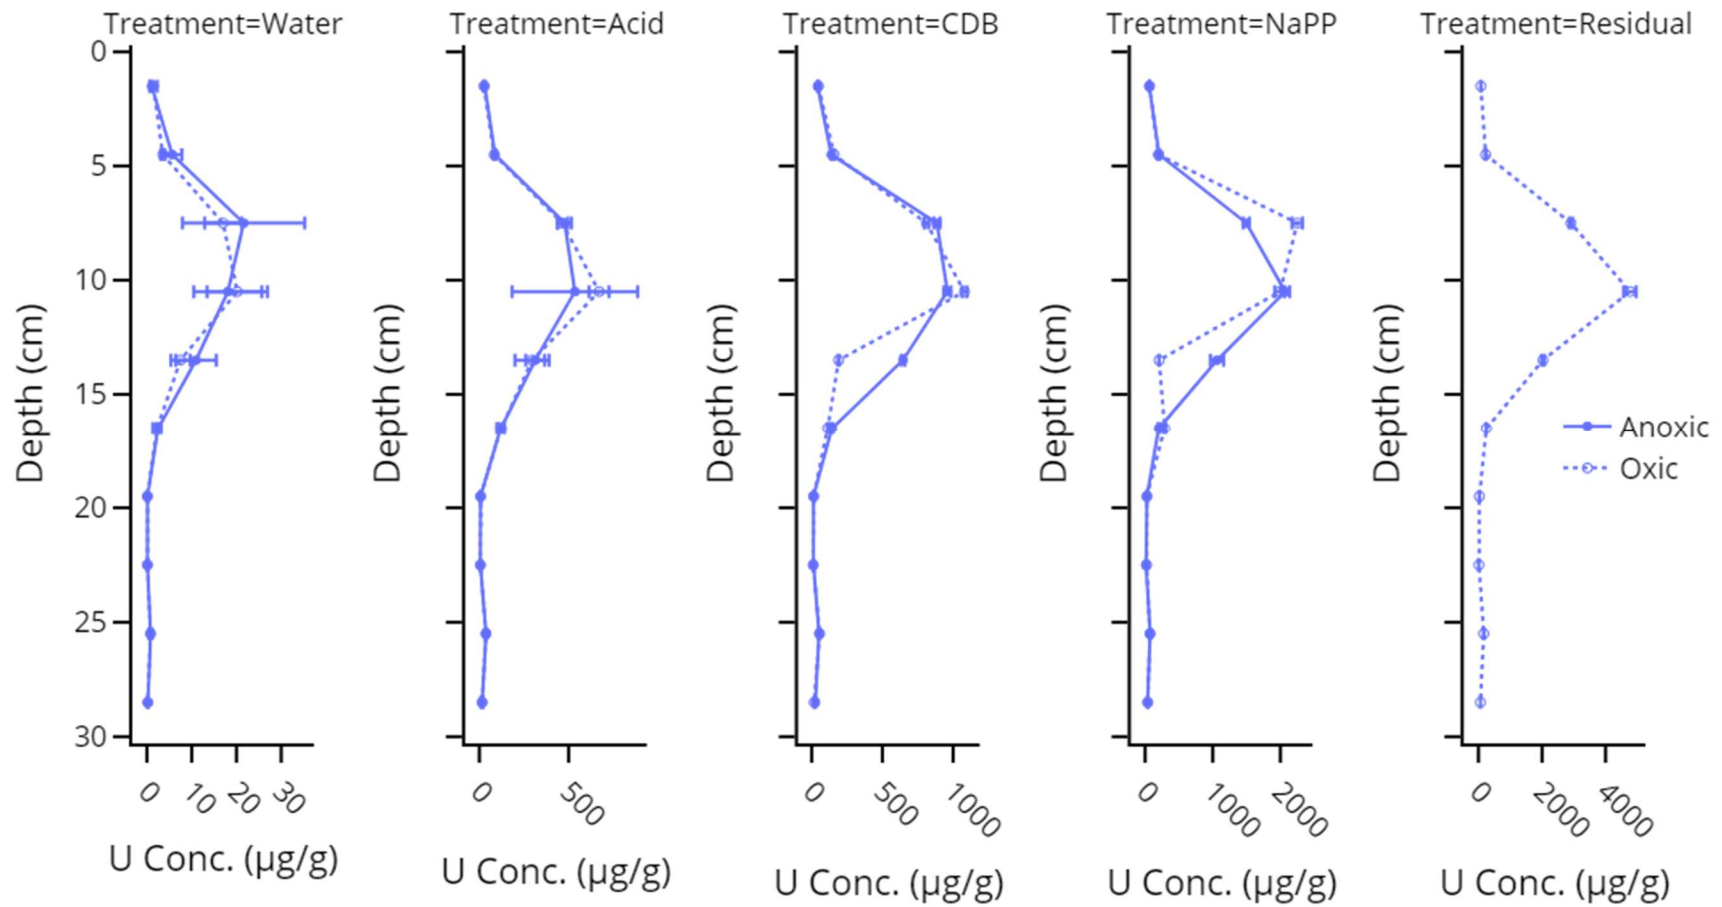 Treatment=Water Treatment=Acid Treatment=CDB Treatment=NaPP Treatment=Residual
0
5
10
15
20
25
30
Depth (cm) Depth (cm) Depth (cm) Depth (cm) Depth (cm)
Anoxic
Oxic
0 10 20 30 0 500 0 500 1000 0 1000 2000 0 2000 4000
U Conc. (μg/g) U Conc. (μg/g) U Conc. (μg/g) U Conc. (μg/g) U Conc. (μg/g)